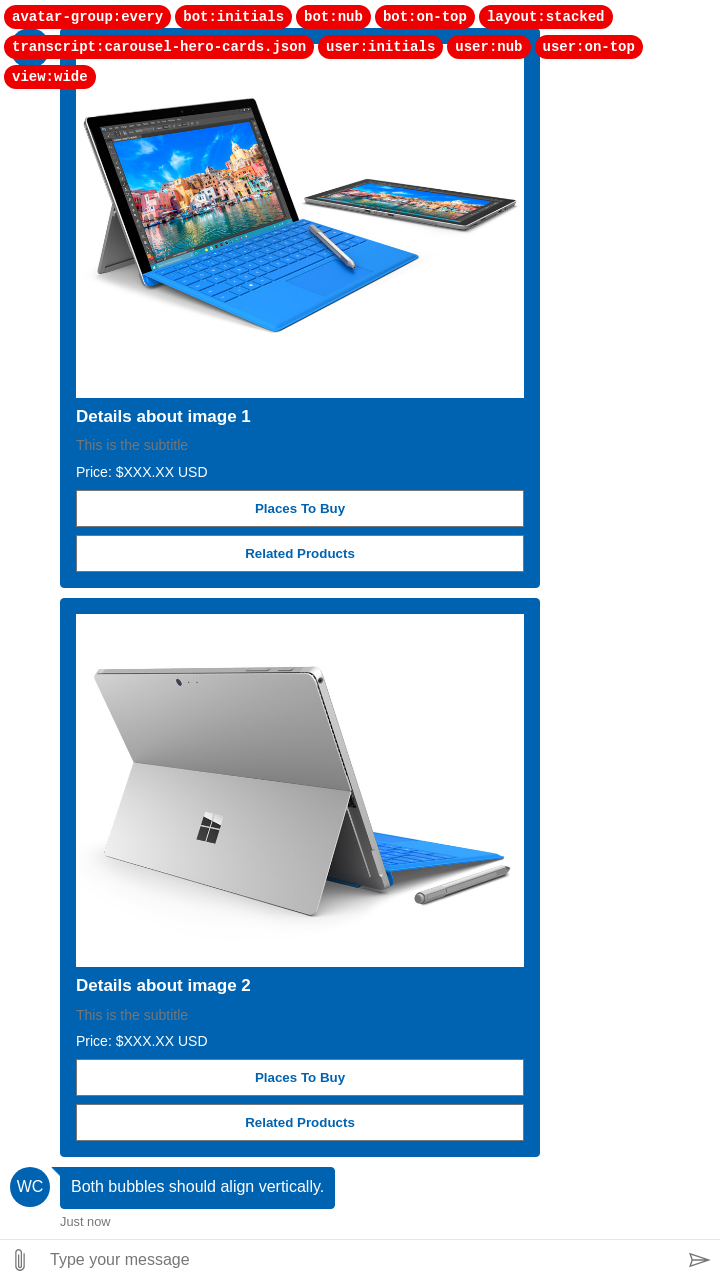 avatar-group:every bot:initials bot:nub bot:on-top layout:stacked
transcript:carousel-hero-cards.json user:initials user:nub user:on-top
view:wide
Details about image 1
This is the subtitle
Price: $XXX.XX USD
Places To Buy
Related Products
Details about image 2
This is the subtitle
Price: $XXX.XX USD
Places To Buy
Related Products
WC Both bubbles should align vertically.
Just now
Type your message